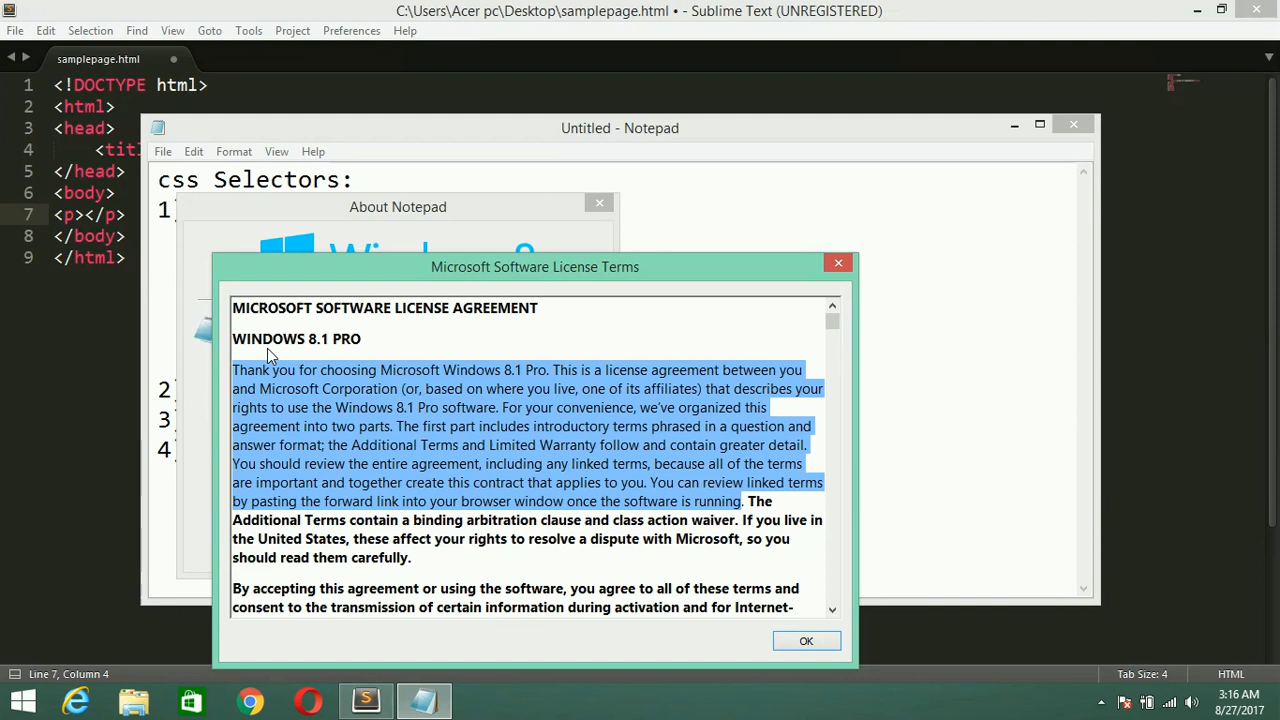 C:\Users\Acer pc\Desktop\samplepage.html • - Sublime Text (UNREGISTERED)
File Edit Selection Find View Goto Tools Project Preferences Help
samplepage.html
1 <!DOCTYPE html>
2 <html>
3 <head>
4 <titl
5 </head>
6 <body>
7 <p></p>
8 </body>
9 </html>
Untitled - Notepad
File Edit Format View Help
css Selectors:
1)
2)
3)
4)
About Notepad
Microsoft Software License Terms
MICROSOFT SOFTWARE LICENSE AGREEMENT
WINDOWS 8.1 PRO
Thank you for choosing Microsoft Windows 8.1 Pro. This is a license agreement between you
and Microsoft Corporation (or, based on where you live, one of its affiliates) that describes your
rights to use the Windows 8.1 Pro software. For your convenience, we've organized this
agreement into two parts. The first part includes introductory terms phrased in a question and
answer format; the Additional Terms and Limited Warranty follow and contain greater detail.
You should review the entire agreement, including any linked terms, because all of the terms
are important and together create this contract that applies to you. You can review linked terms
by pasting the forward link into your browser window once the software is running. The
Additional Terms contain a binding arbitration clause and class action waiver. If you live in
the United States, these affect your rights to resolve a dispute with Microsoft, so you
should read them carefully.
By accepting this agreement or using the software, you agree to all of these terms and
consent to the transmission of certain information during activation and for Internet-
OK
Line 7, Column 4
Tab Size: 4
HTML
3:16 AM
8/27/2017